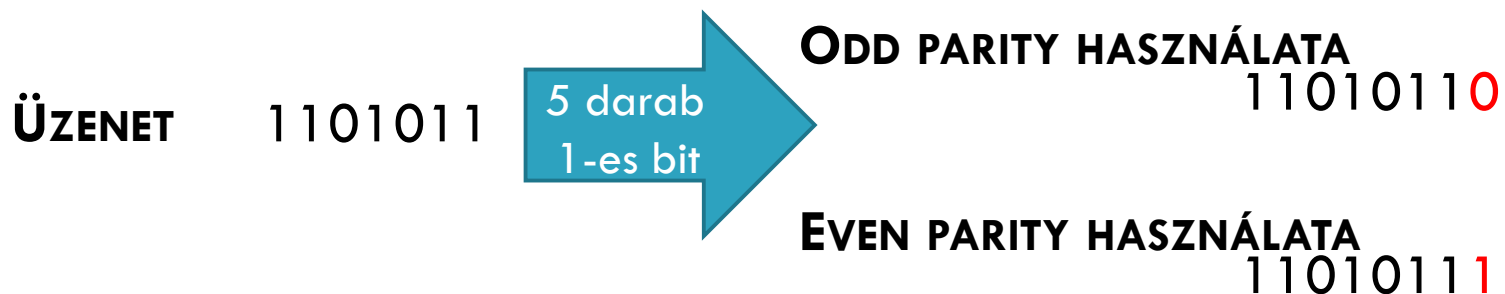 ÜZENET 1101011
5 darab
1-es bit
ODD PARITY HASZNÁLATA
11010110
EVEN PARITY HASZNÁLATA
11010111